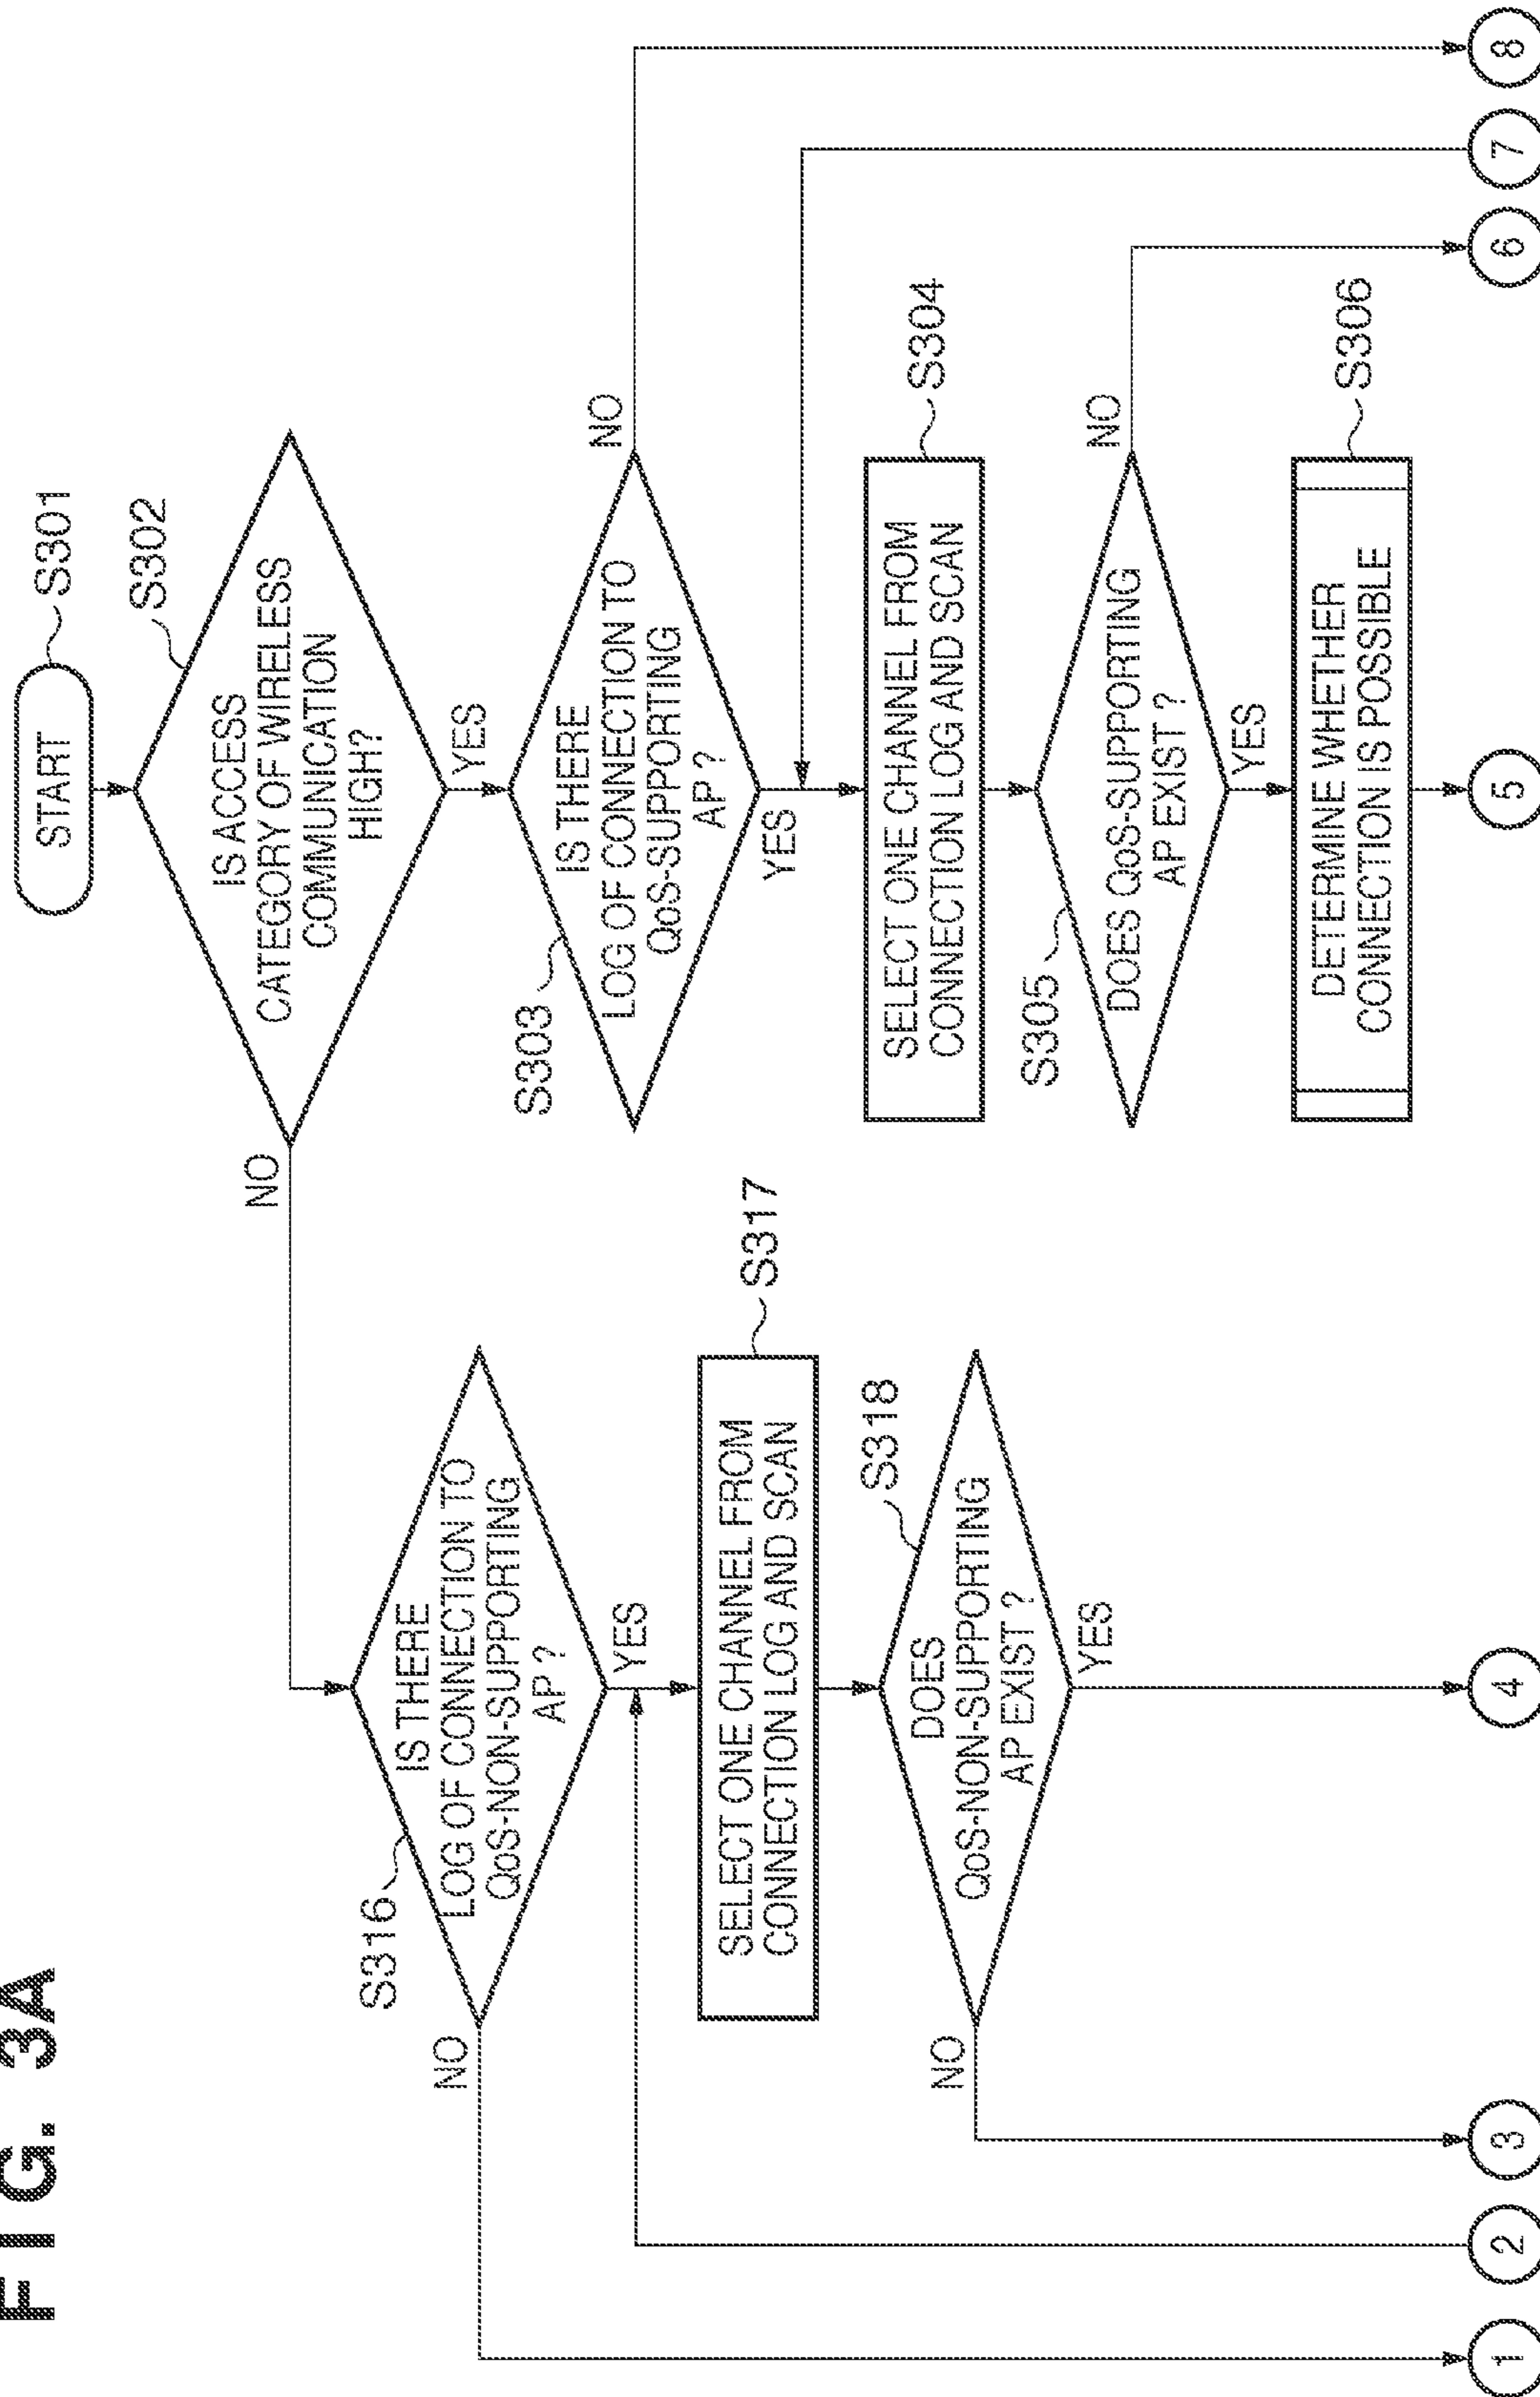 FIG. 3A
START
S301
IS ACCESS
CATEGORY OF WIRELESS
COMMUNICATION
HIGH?
S302
NO
YES
IS THERE
LOG OF CONNECTION TO
QoS-SUPPORTING
AP?
S303
NO
YES
SELECT ONE CHANNEL FROM
CONNECTION LOG AND SCAN
S304
DOES QoS-SUPPORTING
AP EXIST?
S305
NO
YES
DETERMINE WHETHER
CONNECTION IS POSSIBLE
S306
IS THERE
LOG OF CONNECTION TO
QoS-NON-SUPPORTING
AP?
S316
NO
YES
SELECT ONE CHANNEL FROM
CONNECTION LOG AND SCAN
S317
DOES
QoS-NON-SUPPORTING
AP EXIST?
S318
NO
YES
1
2
3
4
5
6
7
8